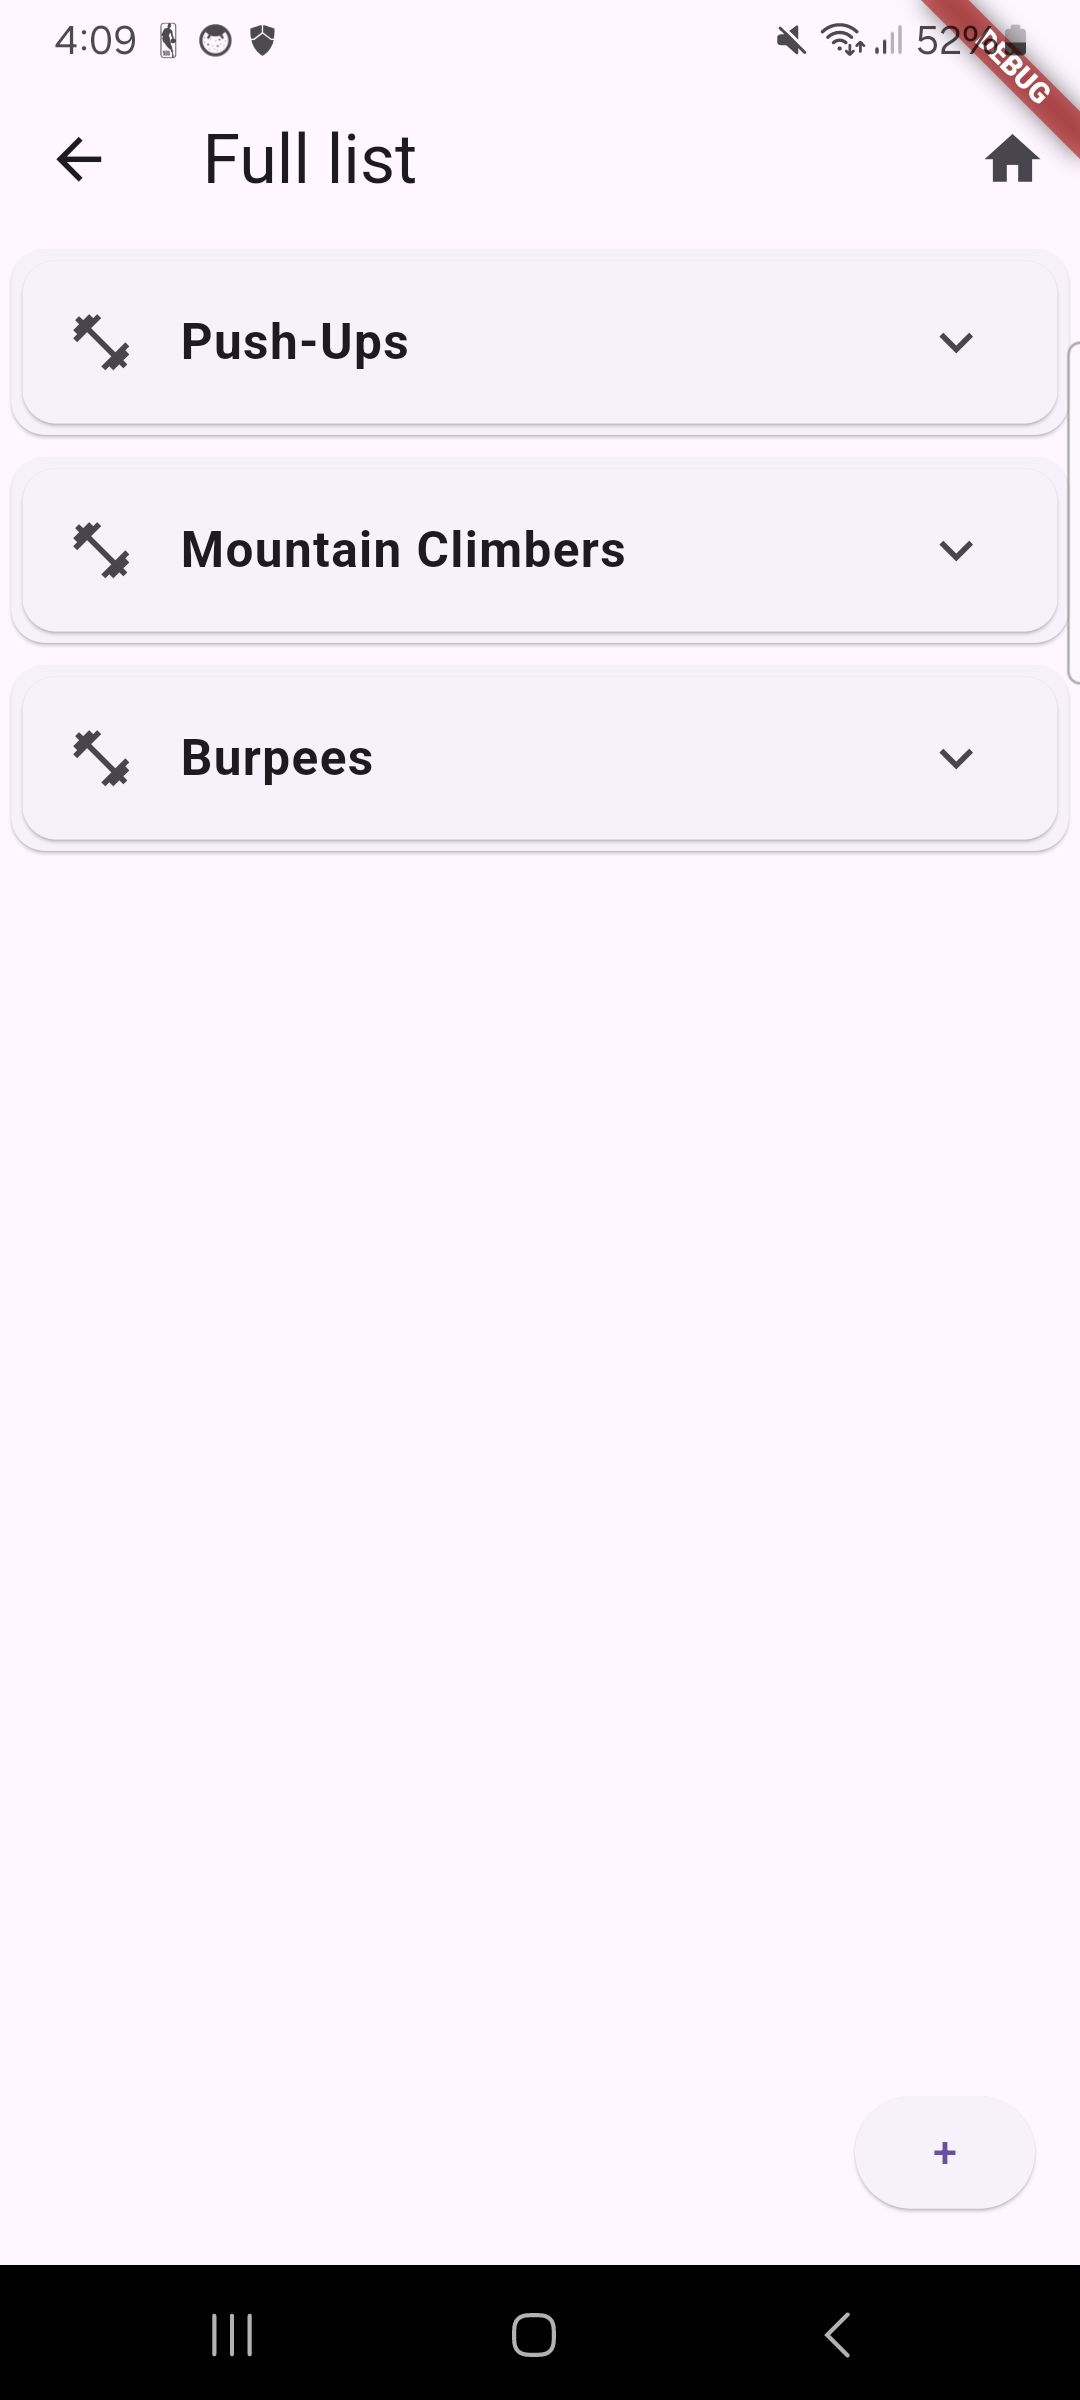 4:09
52%
DEBUG
Full list
Push-Ups
Mountain Climbers
Burpees
+